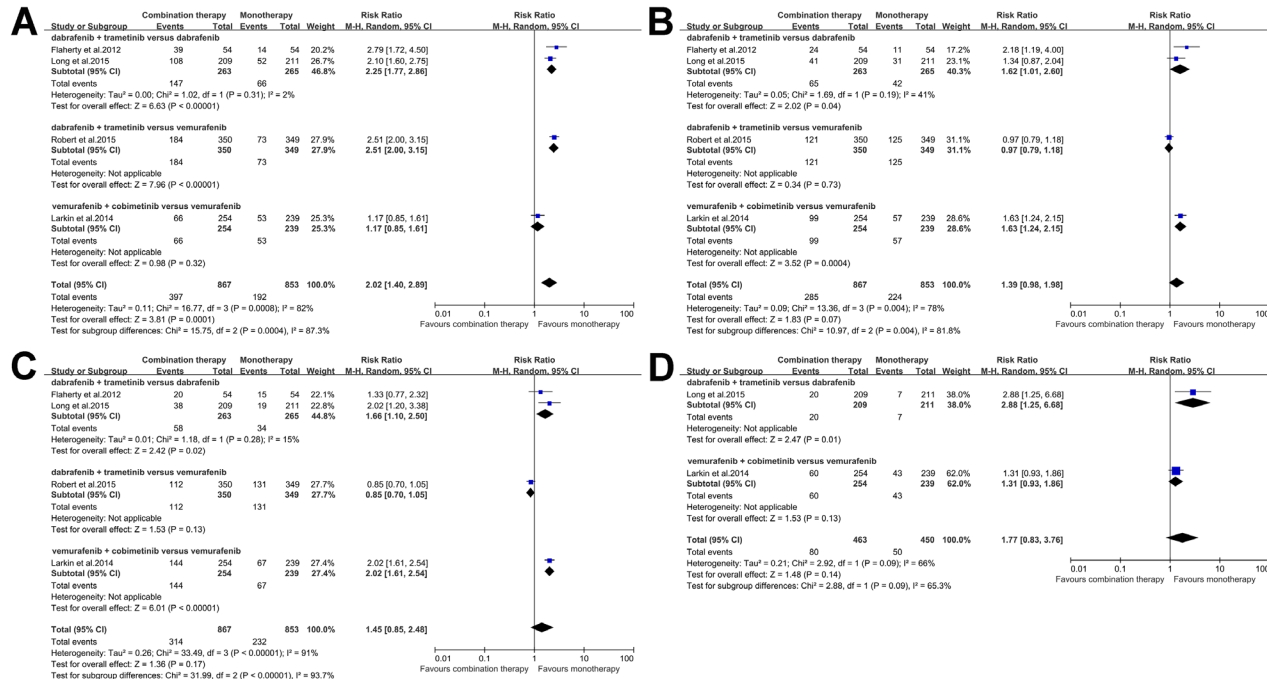 A
Combination therapy Monotherapy Risk Ratio Risk Ratio
Study or Subgroup Events Total Events Total Weight M-H, Random, 95% CI M-H, Random, 95% CI
dabrafenib + trametinib versus dabrafenib
Flaherty et al.2012 39 54 14 54 20.2% 2.79 [1.72, 4.50]
Long et al.2015 108 209 52 211 26.6% 2.10 [1.60, 2.75]
Subtotal (95% CI) 263 265 46.8% 2.25 [1.77, 2.86]
Total events 147 66
Heterogeneity: Tau² = 0.00; Chi² = 1.02, df = 1 (P = 0.31); I² = 2%
Test for overall effect: Z = 6.63 (P < 0.00001)
dabrafenib + trametinib versus vemurafenib
Robert et al.2015 184 350 73 349 27.9% 2.51 [2.00, 3.15]
Subtotal (95% CI) 350 349 27.9% 2.51 [2.00, 3.15]
Total events 184 73
Heterogeneity: Not applicable
Test for overall effect: Z = 7.96 (P < 0.00001)
vemurafenib + cobimetinib versus vemurafenib
Larkin et al.2014 66 254 53 239 25.3% 1.17 [0.85, 1.61]
Subtotal (95% CI) 254 239 25.3% 1.17 [0.85, 1.61]
Total events 66 53
Heterogeneity: Not applicable
Test for overall effect: Z = 0.98 (P = 0.32)
Total (95% CI) 867 853 100.0% 2.02 [1.40, 2.89]
Total events 397 192
Heterogeneity: Tau² = 0.11; Chi² = 16.77, df = 3 (P = 0.0008); I² = 82%
Test for overall effect: Z = 3.81 (P = 0.0001)
Test for subgroup differences: Chi² = 15.75, df = 2 (P = 0.0004), I² = 87.3%
0.01 0.1 1 10 100
Favours combination therapy Favours monotherapy
B
Combination therapy Monotherapy Risk Ratio Risk Ratio
Study or Subgroup Events Total Events Total Weight M-H, Random, 95% CI M-H, Random, 95% CI
dabrafenib + trametinib versus dabrafenib
Flaherty et al.2012 24 54 11 54 17.2% 2.18 [1.19, 4.00]
Long et al.2015 41 209 31 211 23.1% 1.34 [0.87, 2.04]
Subtotal (95% CI) 263 265 40.3% 1.62 [1.01, 2.60]
Total events 65 42
Heterogeneity: Tau² = 0.05; Chi² = 1.69, df = 1 (P = 0.19); I² = 41%
Test for overall effect: Z = 2.02 (P = 0.04)
dabrafenib + trametinib versus vemurafenib
Robert et al.2015 121 350 125 349 31.1% 0.97 [0.79, 1.18]
Subtotal (95% CI) 350 349 31.1% 0.97 [0.79, 1.18]
Total events 121 125
Heterogeneity: Not applicable
Test for overall effect: Z = 0.34 (P = 0.73)
vemurafenib + cobimetinib versus vemurafenib
Larkin et al.2014 99 254 57 239 28.6% 1.63 [1.24, 2.15]
Subtotal (95% CI) 254 239 28.6% 1.63 [1.24, 2.15]
Total events 99 57
Heterogeneity: Not applicable
Test for overall effect: Z = 3.52 (P = 0.0004)
Total (95% CI) 867 853 100.0% 1.39 [0.98, 1.98]
Total events 285 224
Heterogeneity: Tau² = 0.09; Chi² = 13.36, df = 3 (P = 0.004); I² = 78%
Test for overall effect: Z = 1.83 (P = 0.07)
Test for subgroup differences: Chi² = 10.97, df = 2 (P = 0.004), I² = 81.8%
0.01 0.1 1 10 100
Favours combination therapy Favours monotherapy
C
Combination therapy Monotherapy Risk Ratio Risk Ratio
Study or Subgroup Events Total Events Total Weight M-H, Random, 95% CI M-H, Random, 95% CI
dabrafenib + trametinib versus dabrafenib
Flaherty et al.2012 20 54 15 54 22.1% 1.33 [0.77, 2.32]
Long et al.2015 38 209 19 211 22.8% 2.02 [1.20, 3.38]
Subtotal (95% CI) 263 265 44.8% 1.66 [1.10, 2.50]
Total events 58 34
Heterogeneity: Tau² = 0.01; Chi² = 1.18, df = 1 (P = 0.28); I² = 15%
Test for overall effect: Z = 2.42 (P = 0.02)
dabrafenib + trametinib versus vemurafenib
Robert et al.2015 112 350 131 349 27.7% 0.85 [0.70, 1.05]
Subtotal (95% CI) 350 349 27.7% 0.85 [0.70, 1.05]
Total events 112 131
Heterogeneity: Not applicable
Test for overall effect: Z = 1.53 (P = 0.13)
vemurafenib + cobimetinib versus vemurafenib
Larkin et al.2014 144 254 67 239 27.4% 2.02 [1.61, 2.54]
Subtotal (95% CI) 254 239 27.4% 2.02 [1.61, 2.54]
Total events 144 67
Heterogeneity: Not applicable
Test for overall effect: Z = 6.01 (P < 0.00001)
Total (95% CI) 867 853 100.0% 1.45 [0.85, 2.48]
Total events 314 232
Heterogeneity: Tau² = 0.26; Chi² = 33.49, df = 3 (P < 0.00001); I² = 91%
Test for overall effect: Z = 1.36 (P = 0.17)
Test for subgroup differences: Chi² = 31.99, df = 2 (P < 0.00001), I² = 93.7%
0.01 0.1 1 10 100
Favours combination therapy Favours monotherapy
D
Combination therapy Monotherapy Risk Ratio Risk Ratio
Study or Subgroup Events Total Events Total Weight M-H, Random, 95% CI M-H, Random, 95% CI
dabrafenib + trametinib versus dabrafenib
Long et al.2015 20 209 7 211 38.0% 2.88 [1.25, 6.68]
Subtotal (95% CI) 209 211 38.0% 2.88 [1.25, 6.68]
Total events 20 7
Heterogeneity: Not applicable
Test for overall effect: Z = 2.47 (P = 0.01)
vemurafenib + cobimetinib versus vemurafenib
Larkin et al.2014 60 254 43 239 62.0% 1.31 [0.93, 1.86]
Subtotal (95% CI) 254 239 62.0% 1.31 [0.93, 1.86]
Total events 60 43
Heterogeneity: Not applicable
Test for overall effect: Z = 1.53 (P = 0.13)
Total (95% CI) 463 450 100.0% 1.77 [0.83, 3.76]
Total events 80 50
Heterogeneity: Tau² = 0.21; Chi² = 2.92, df = 1 (P = 0.09); I² = 66%
Test for overall effect: Z = 1.48 (P = 0.14)
Test for subgroup differences: Chi² = 2.88, df = 1 (P = 0.09), I² = 65.3%
0.01 0.1 1 10 100
Favours combination therapy Favours monotherapy